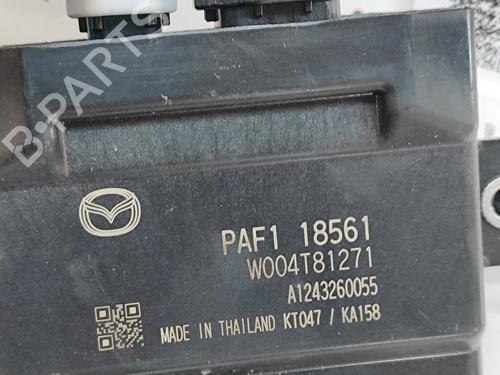 B-PARTS
PAF1 18561
W004T81271
A1243260055
MADE IN THAILAND KT047 / KA158